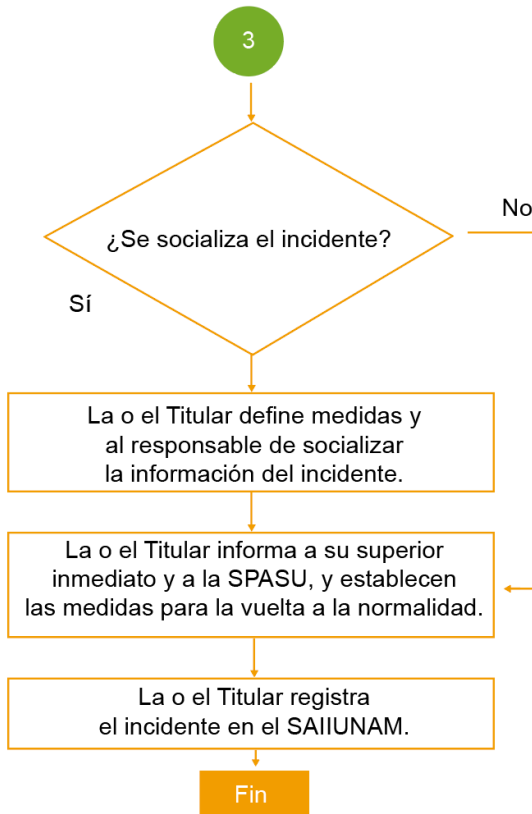 3
¿Se socializa el incidente?
No
Sí
La o el Titular define medidas y
al responsable de socializar
la información del incidente.
La o el Titular informa a su superior
inmediato y a la SPASU, y establecen
las medidas para la vuelta a la normalidad.
La o el Titular registra
el incidente en el SAIIUNAM.
Fin